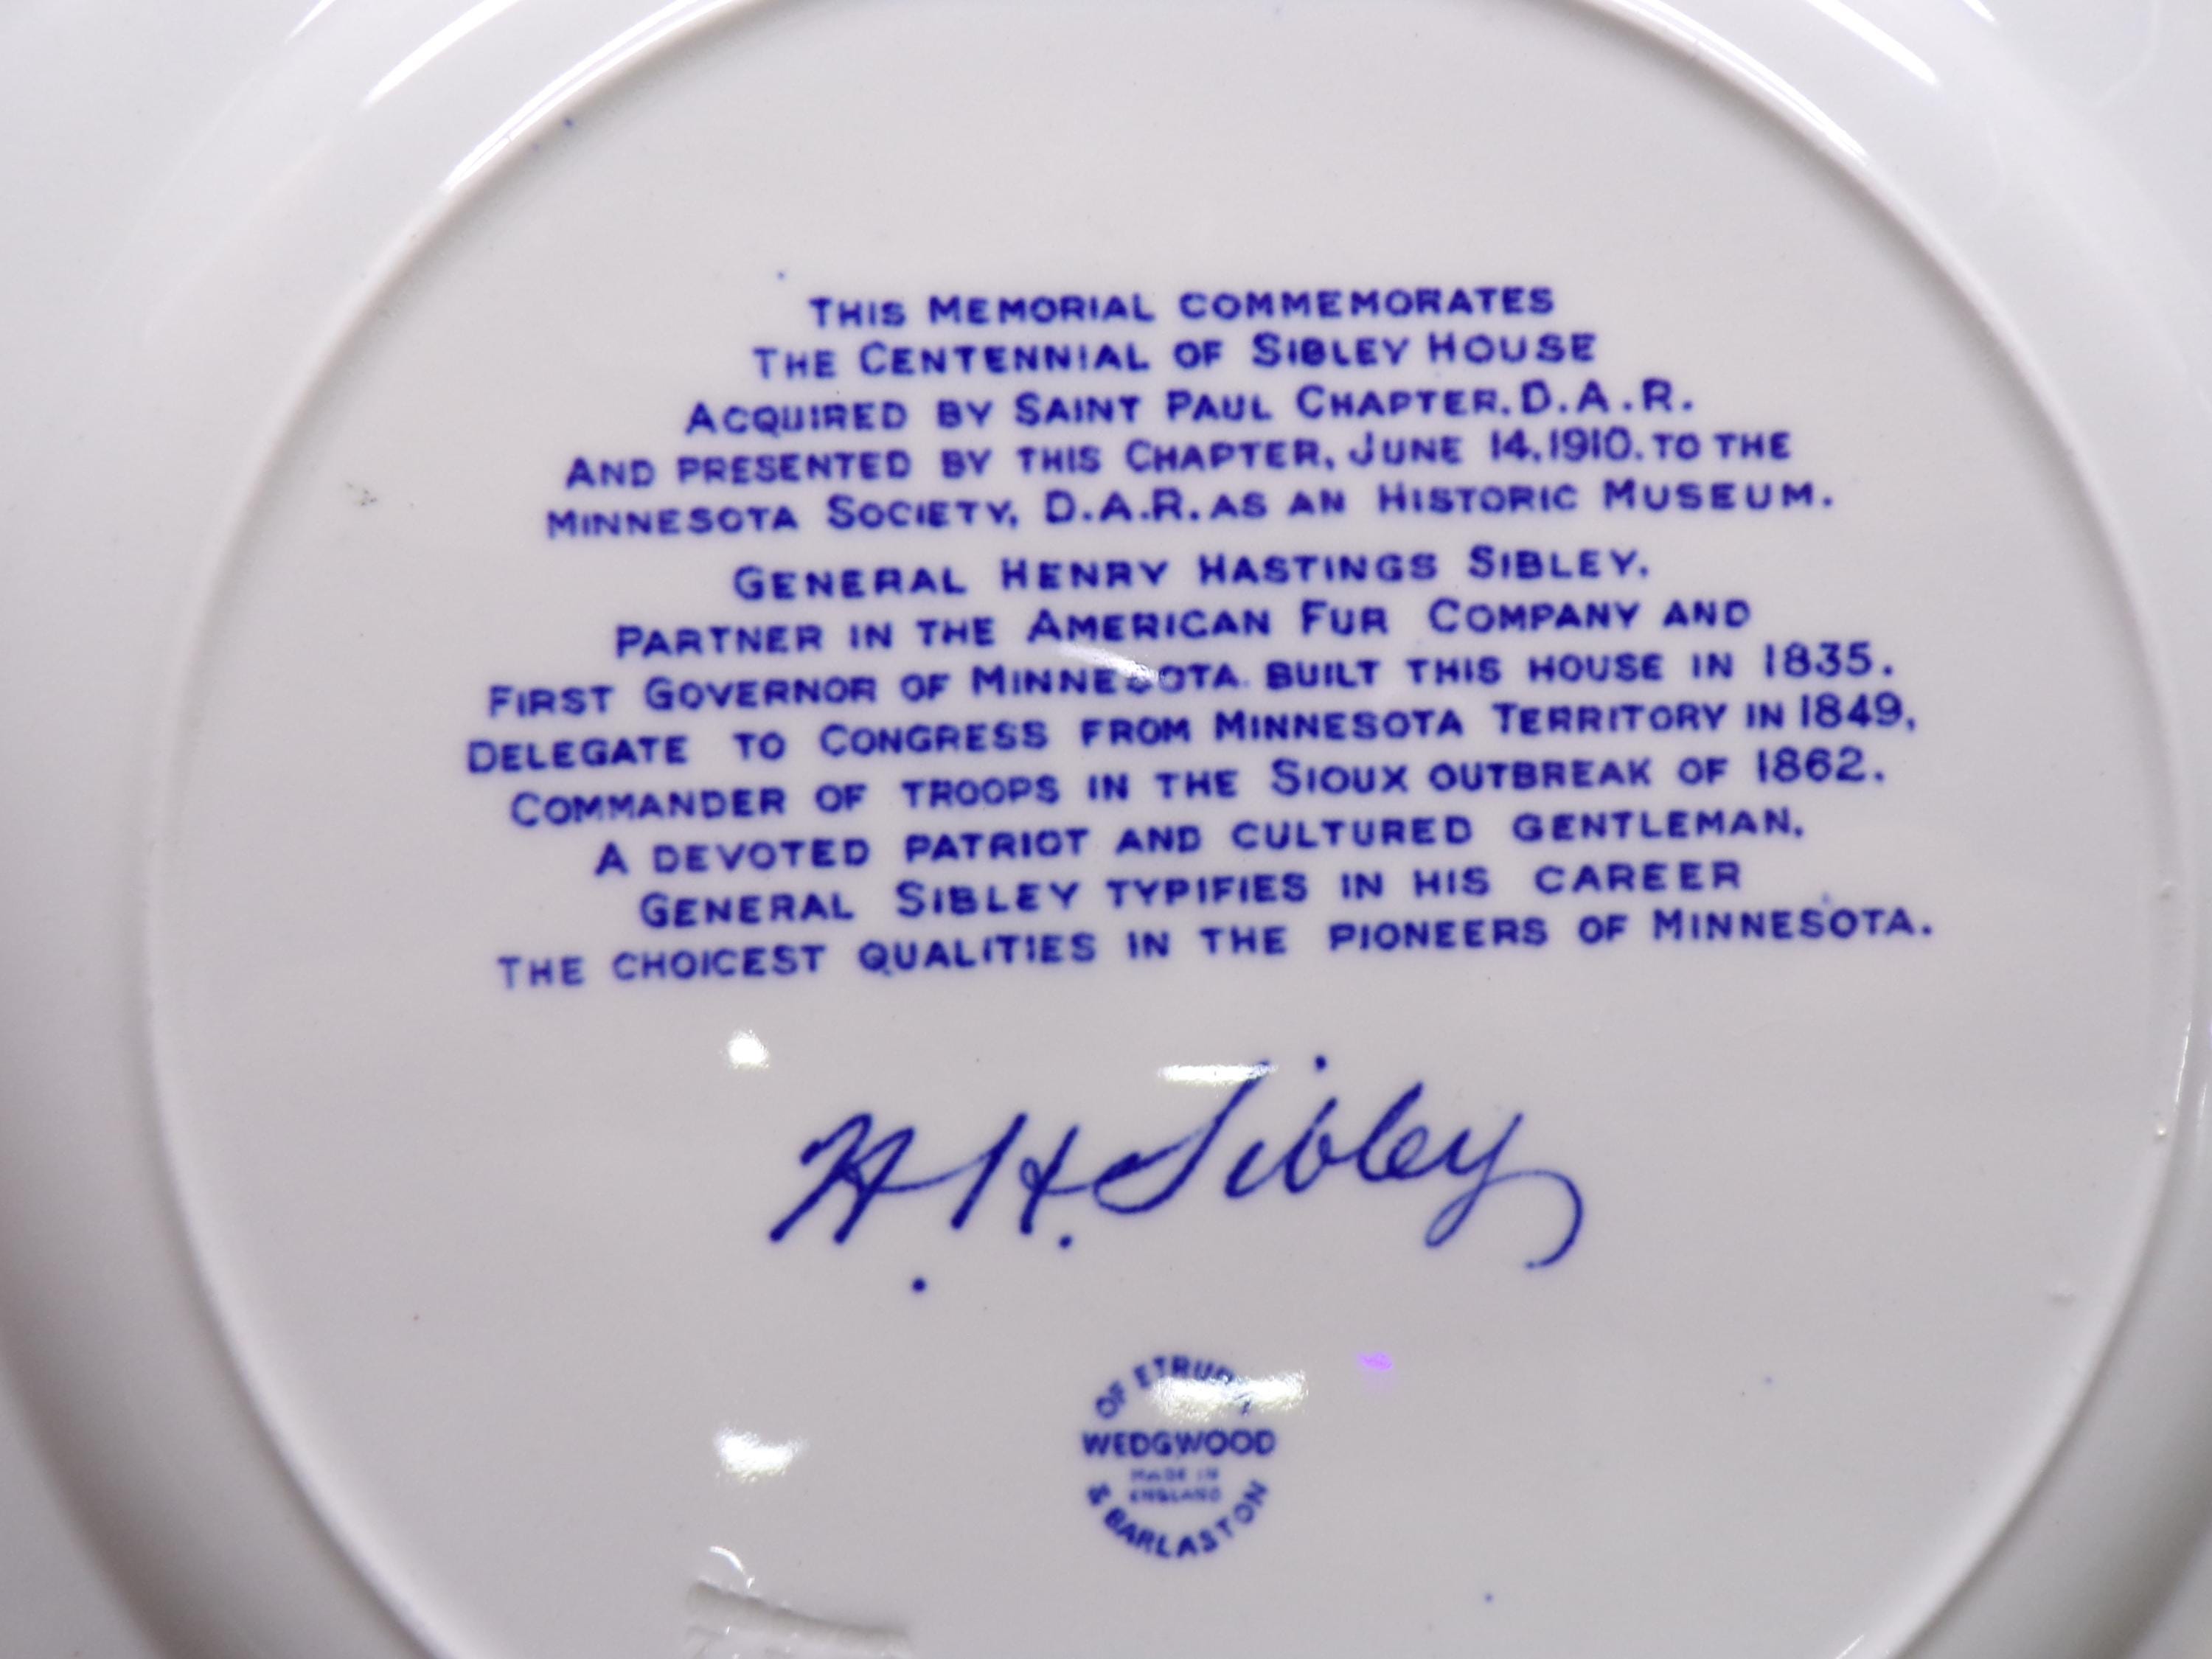 THIS MEMORIAL COMMEMORATES
THE CENTENNIAL OF SIBLEY HOUSE
ACQUIRED BY SAINT PAUL CHAPTER, D.A.R.
AND PRESENTED BY THIS CHAPTER, JUNE 14, 1910, TO THE
MINNESOTA SOCIETY, D.A.R. AS AN HISTORIC MUSEUM.
GENERAL HENRY HASTINGS SIBLEY,
PARTNER IN THE AMERICAN FUR COMPANY AND
FIRST GOVERNOR OF MINNESOTA BUILT THIS HOUSE IN 1835.
DELEGATE TO CONGRESS FROM MINNESOTA TERRITORY IN 1849,
COMMANDER OF TROOPS IN THE SIOUX OUTBREAK OF 1862.
A DEVOTED PATRIOT AND CULTURED GENTLEMAN,
GENERAL SIBLEY TYPIFIES IN HIS CAREER
THE CHOICEST QUALITIES IN THE PIONEERS OF MINNESOTA.
H. H. Sibley
OF ETRURIA
WEDGWOOD
MADE IN
ENGLAND
& BARLASTON